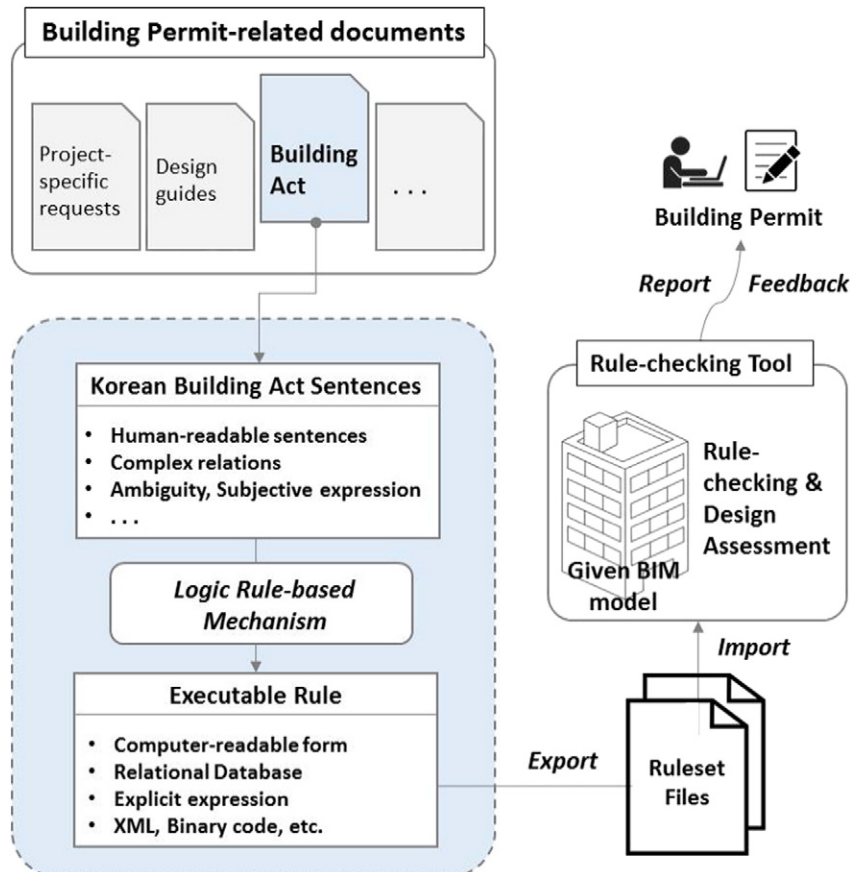 Building Permit-related documents
Project-
specific
requests
Design
guides
Building
Act
. . .
Korean Building Act Sentences
• Human-readable sentences
• Complex relations
• Ambiguity, Subjective expression
• . . .
Logic Rule-based
Mechanism
Executable Rule
• Computer-readable form
• Relational Database
• Explicit expression
• XML, Binary code, etc.
Export
Ruleset
Files
Import
Rule-checking Tool
Rule-
checking &
Design
Assessment
Given BIM
model
Report
Feedback
Building Permit